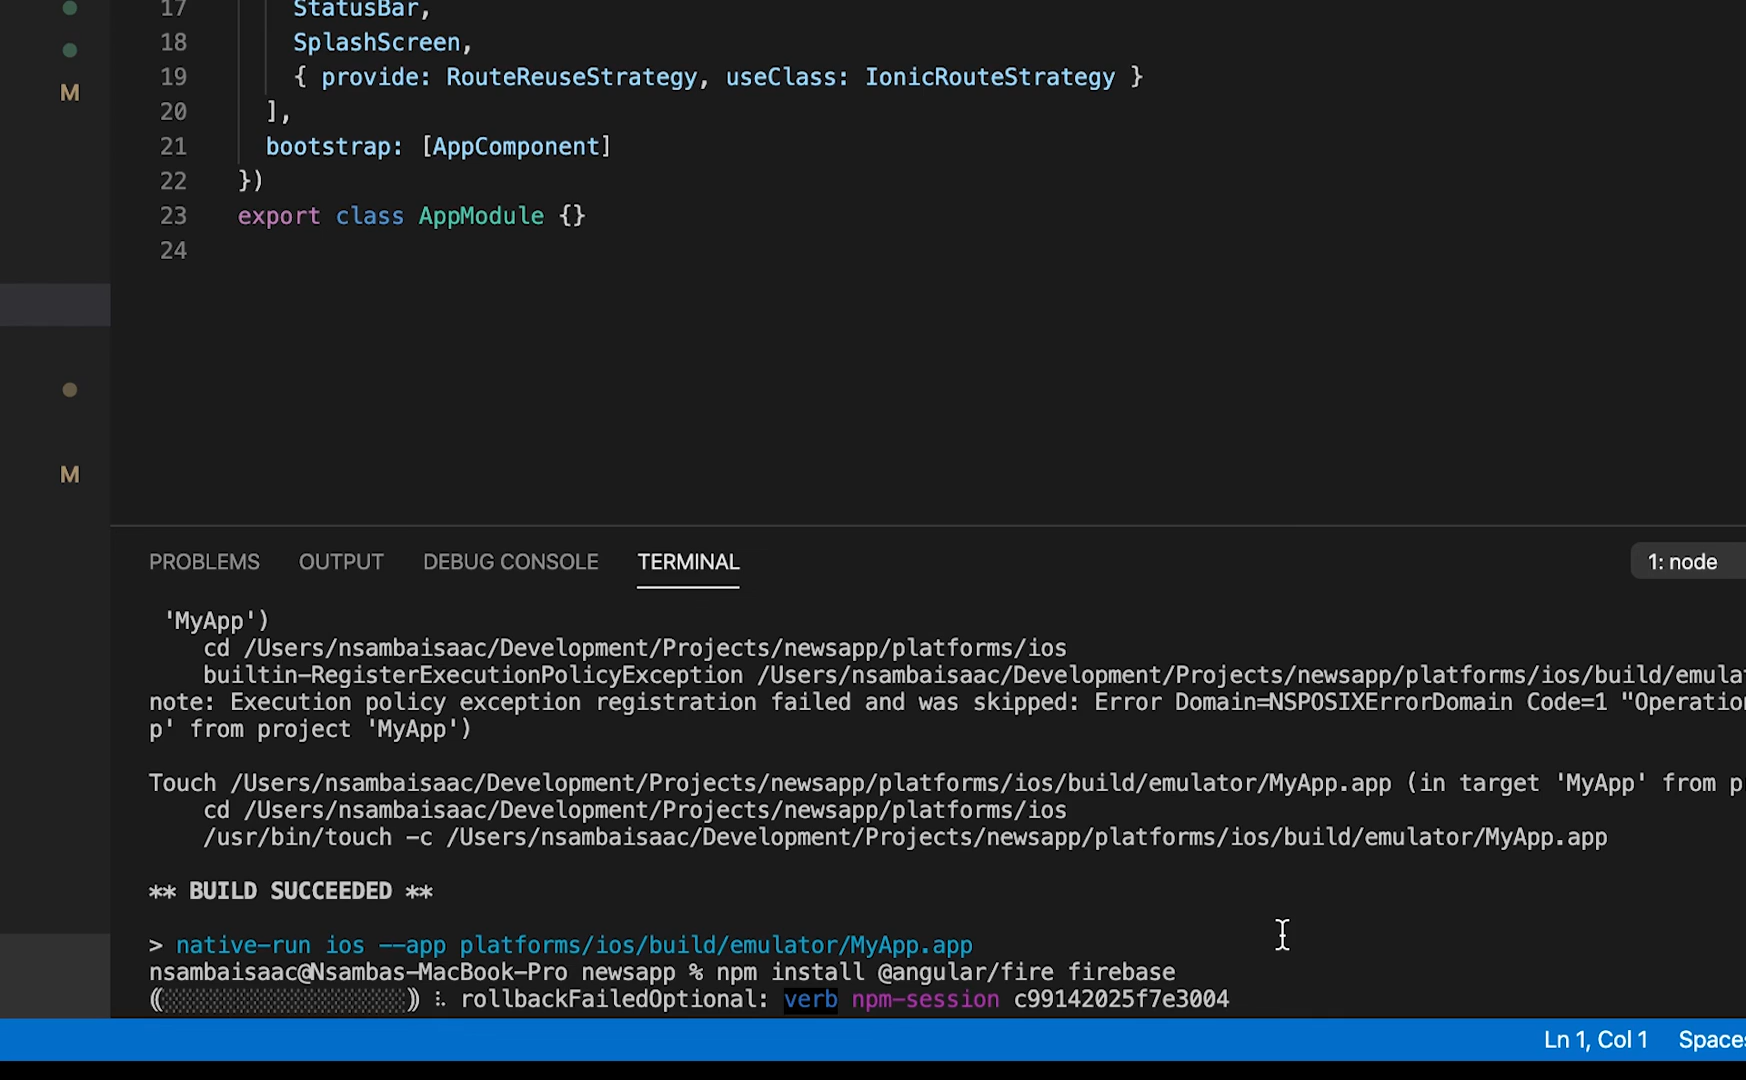 17 StatusBar,
18 SplashScreen,
M
19 { provide: RouteReuseStrategy, useClass: IonicRouteStrategy }
20 ],
21 bootstrap: [AppComponent]
22 })
23 export class AppModule {}
24
M
PROBLEMS OUTPUT DEBUG CONSOLE TERMINAL 1: node
'MyApp')
cd /Users/nsambaisaac/Development/Projects/newsapp/platforms/ios
builtin-RegisterExecutionPolicyException /Users/nsambaisaac/Development/Projects/newsapp/platforms/ios/build/emulat
note: Execution policy exception registration failed and was skipped: Error Domain=NSPOSIXErrorDomain Code=1 "Operatio
p' from project 'MyApp')
Touch /Users/nsambaisaac/Development/Projects/newsapp/platforms/ios/build/emulator/MyApp.app (in target 'MyApp' from p
cd /Users/nsambaisaac/Development/Projects/newsapp/platforms/ios
/usr/bin/touch -c /Users/nsambaisaac/Development/Projects/newsapp/platforms/ios/build/emulator/MyApp.app
** BUILD SUCCEEDED **
> native-run ios --app platforms/ios/build/emulator/MyApp.app
nsambaisaac@Nsambas-MacBook-Pro newsapp % npm install @angular/fire firebase
(░░░░░░░░░░░░░░░░░░) ⠧ rollbackFailedOptional: verb npm-session c99142025f7e3004
Ln 1, Col 1 Spaces